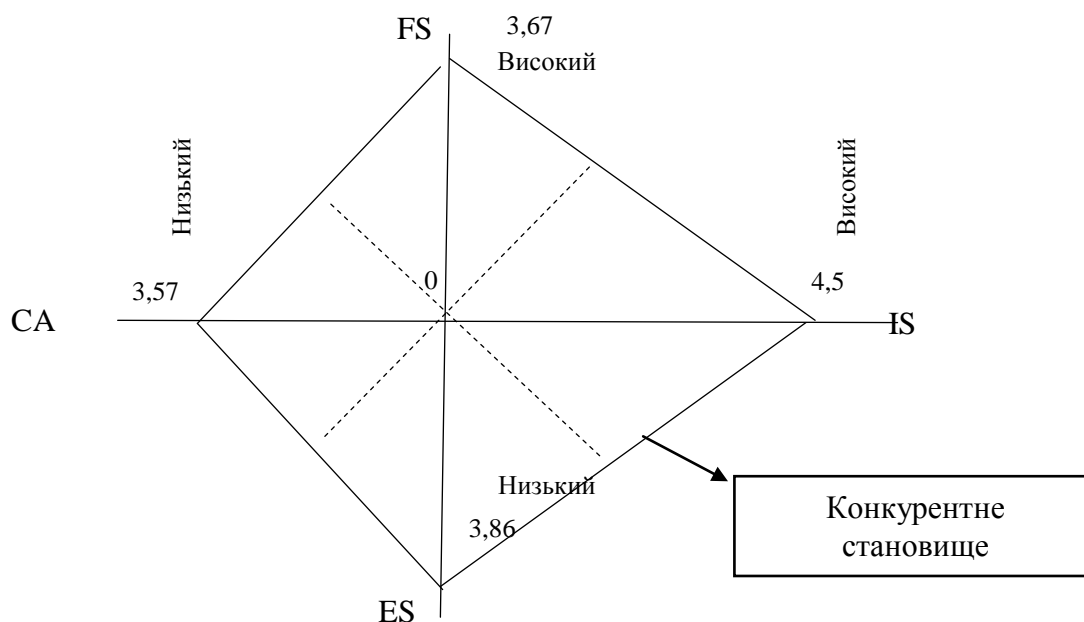 FS
3,67
Високий
Низький
Високий
3,57
0
4,5
CA
IS
Низький
3,86
ES
Конкурентне
становище